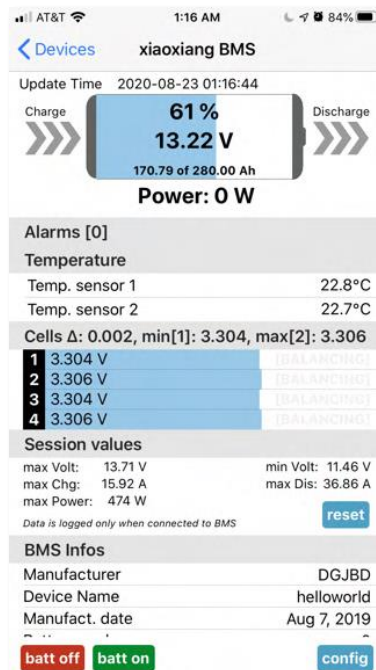 AT&T 1:16 AM 84%
Devices xiaoxiang BMS
Update Time 2020-08-23 01:16:44
Charge 61 % Discharge
13.22 V
170.79 of 280.00 Ah
Power: 0 W
Alarms [0]
Temperature
Temp. sensor 1 22.8°C
Temp. sensor 2 22.7°C
Cells Δ: 0.002, min[1]: 3.304, max[2]: 3.306
1 3.304 V [BALANCING]
2 3.306 V [BALANCING]
3 3.304 V [BALANCING]
4 3.306 V [BALANCING]
Session values
max Volt: 13.71 V min Volt: 11.46 V
max Chg: 15.92 A max Dis: 36.86 A
max Power: 474 W
Data is logged only when connected to BMS reset
BMS Infos
Manufacturer DGJBD
Device Name helloworld
Manufact. date Aug 7, 2019
batt off batt on config